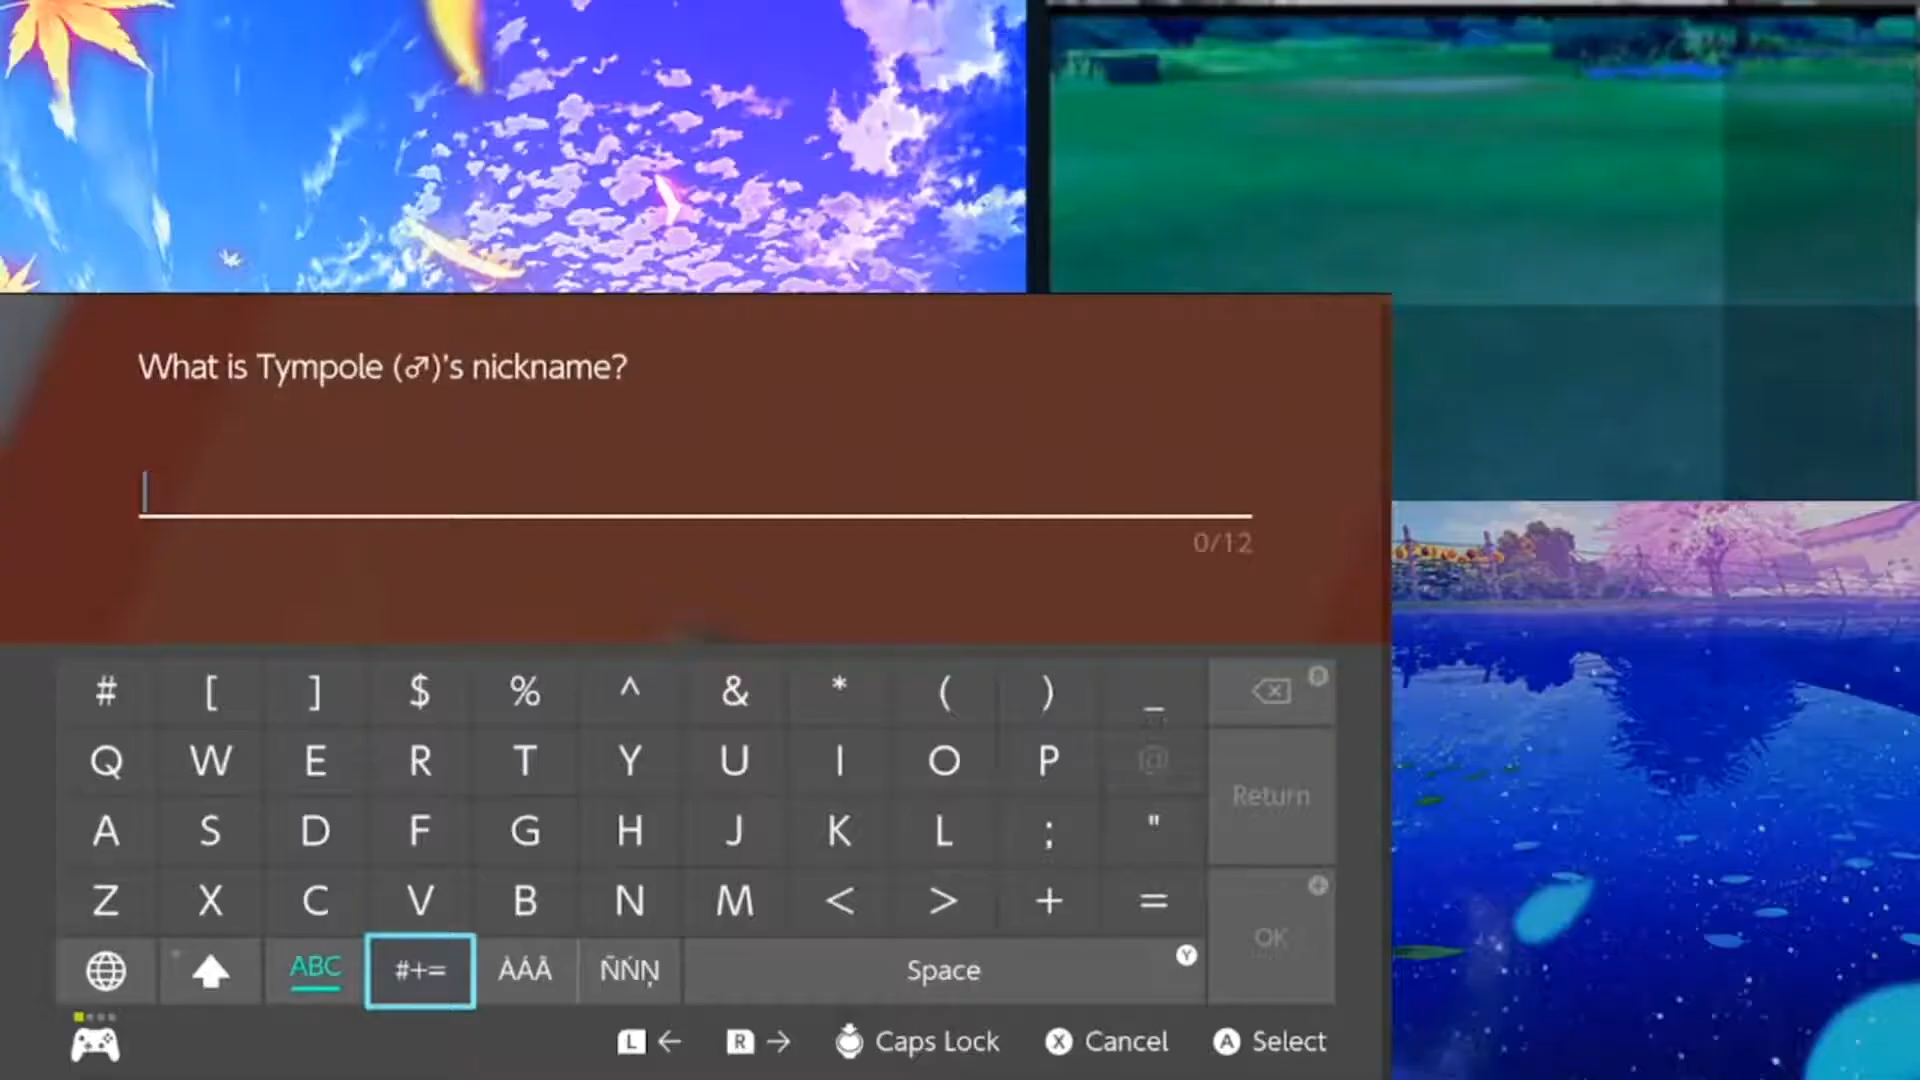 What is Tympole (♂)'s nickname?
0/12
# [ ] $ % ^ & * ( ) _
Q W E R T Y U I O P @
Return
A S D F G H J K L ; "
Z X C V B N M < > + =
OK
ABC #+= ÀÁÂ ÑŃŅ Space Y
L ← R → Caps Lock X Cancel A Select